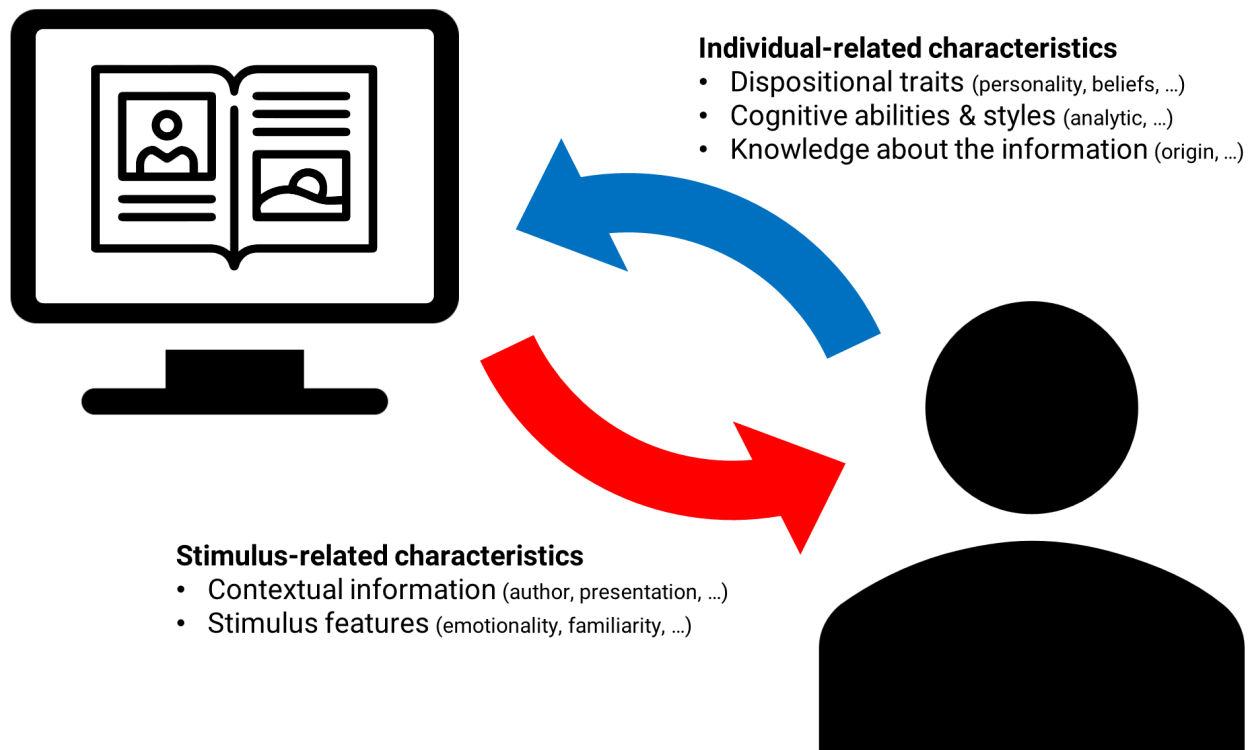 Individual-related characteristics
• Dispositional traits (personality, beliefs, ...)
• Cognitive abilities & styles (analytic, ...)
• Knowledge about the information (origin, ...)
Stimulus-related characteristics
• Contextual information (author, presentation, ...)
• Stimulus features (emotionality, familiarity, ...)